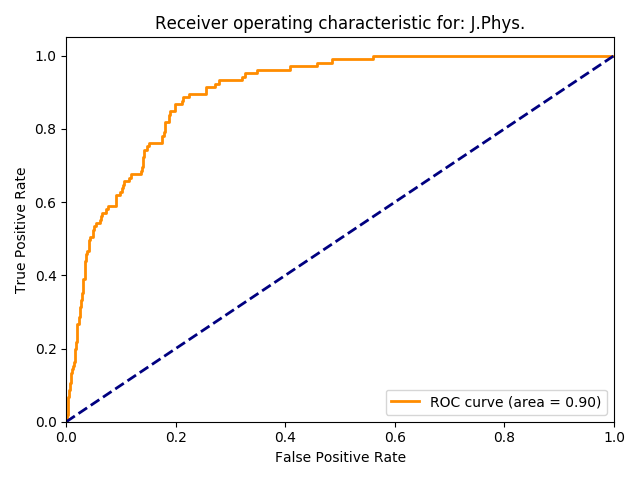 Receiver operating characteristic for: J.Phys.
1.0
0.8
0.6
0.4
0.2
0.0
True Positive Rate
ROC curve (area = 0.90)
0.0 0.2 0.4 0.6 0.8 1.0
False Positive Rate